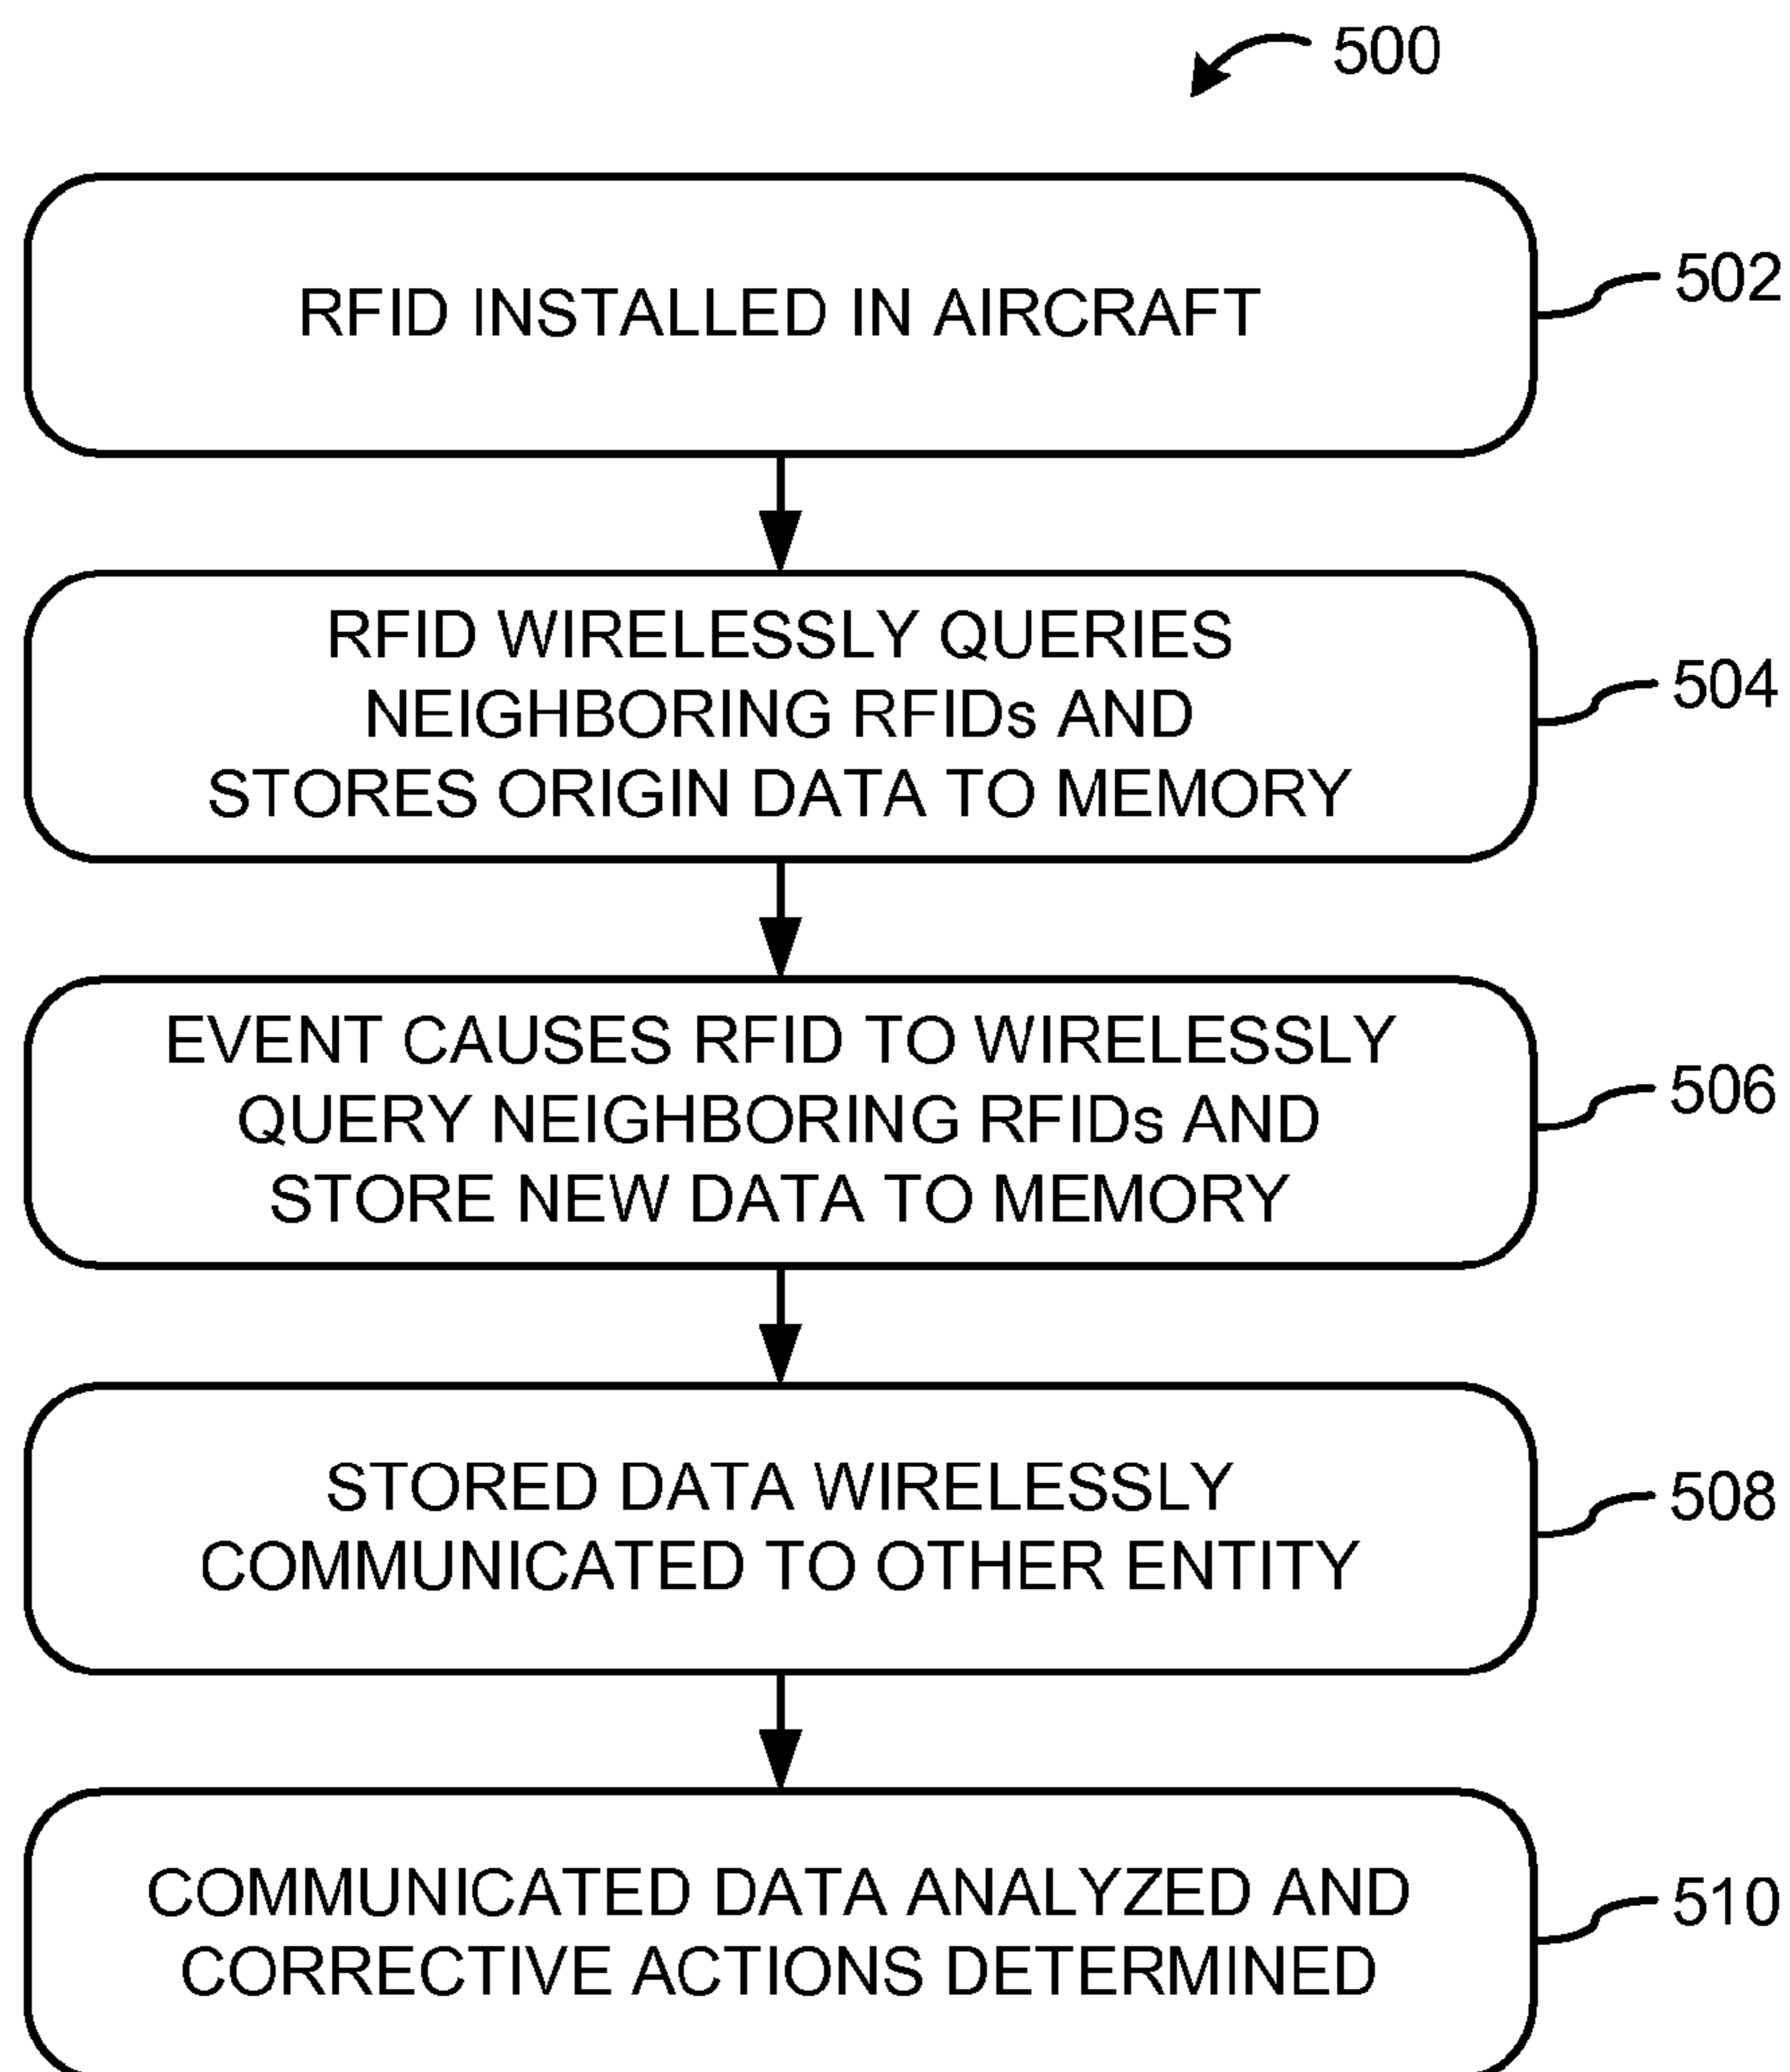 500
RFID INSTALLED IN AIRCRAFT
502
RFID WIRELESSLY QUERIES
NEIGHBORING RFIDs AND
STORES ORIGIN DATA TO MEMORY
504
EVENT CAUSES RFID TO WIRELESSLY
QUERY NEIGHBORING RFIDs AND
STORE NEW DATA TO MEMORY
506
STORED DATA WIRELESSLY
COMMUNICATED TO OTHER ENTITY
508
COMMUNICATED DATA ANALYZED AND
CORRECTIVE ACTIONS DETERMINED
510